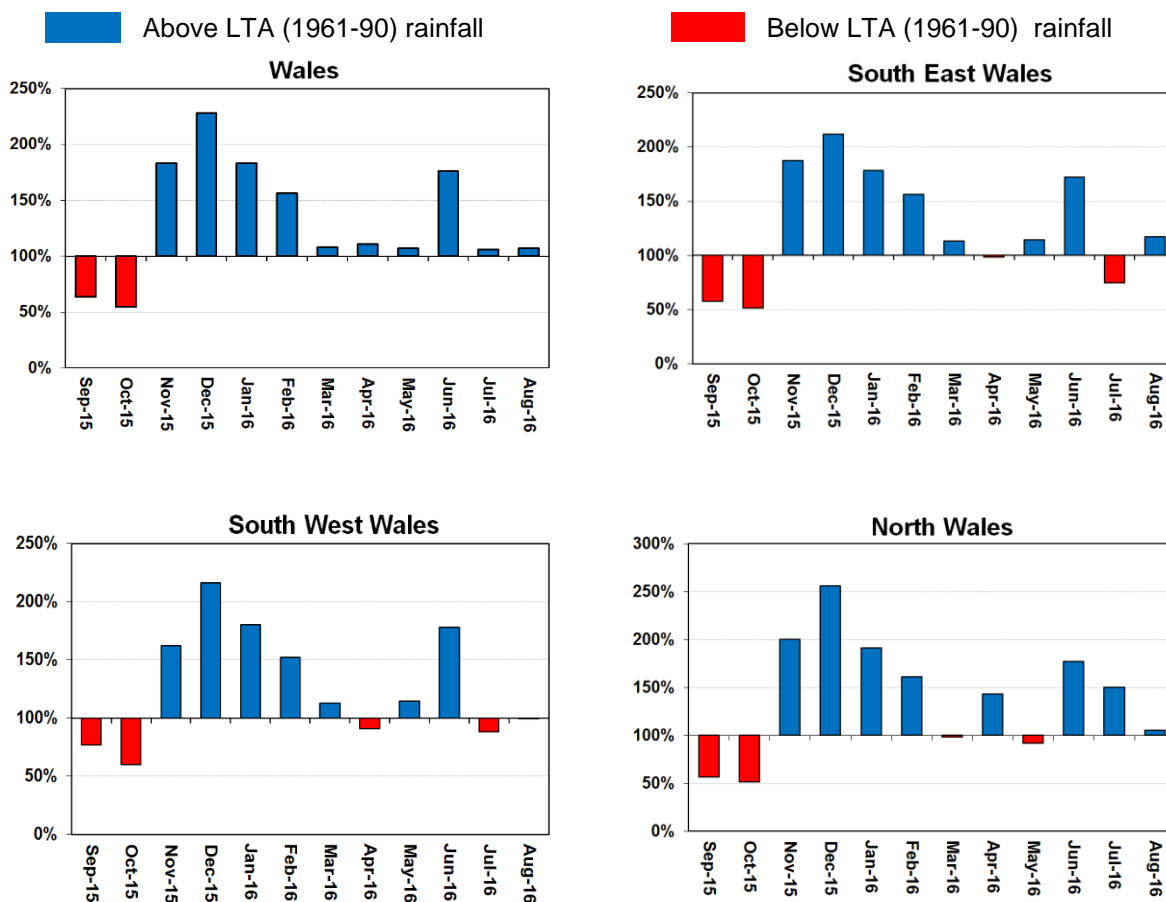 Above LTA (1961-90) rainfall
Below LTA (1961-90) rainfall
Wales
250%
200%
150%
100%
50%
0%
Sep-15
Oct-15
Nov-15
Dec-15
Jan-16
Feb-16
Mar-16
Apr-16
May-16
Jun-16
Jul-16
Aug-16
South East Wales
250%
200%
150%
100%
50%
0%
Sep-15
Oct-15
Nov-15
Dec-15
Jan-16
Feb-16
Mar-16
Apr-16
May-16
Jun-16
Jul-16
Aug-16
South West Wales
250%
200%
150%
100%
50%
0%
Sep-15
Oct-15
Nov-15
Dec-15
Jan-16
Feb-16
Mar-16
Apr-16
May-16
Jun-16
Jul-16
Aug-16
North Wales
300%
250%
200%
150%
100%
50%
0%
Sep-15
Oct-15
Nov-15
Dec-15
Jan-16
Feb-16
Mar-16
Apr-16
May-16
Jun-16
Jul-16
Aug-16